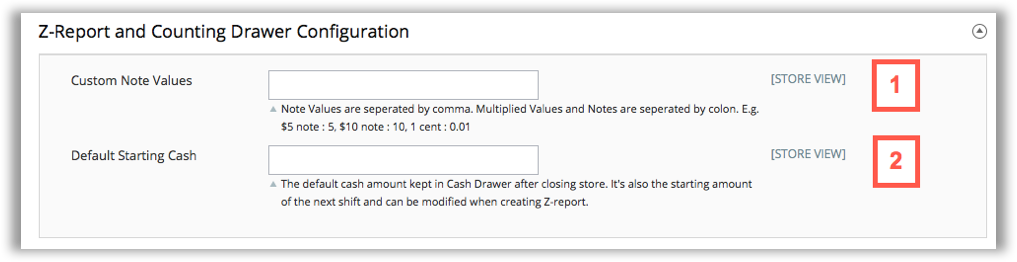 Z-Report and Counting Drawer Configuration
Custom Note Values
[STORE VIEW]
1
Note Values are seperated by comma. Multiplied Values and Notes are seperated by colon. E.g.
$5 note : 5, $10 note : 10, 1 cent : 0.01
Default Starting Cash
[STORE VIEW]
2
The default cash amount kept in Cash Drawer after closing store. It's also the starting amount
of the next shift and can be modified when creating Z-report.